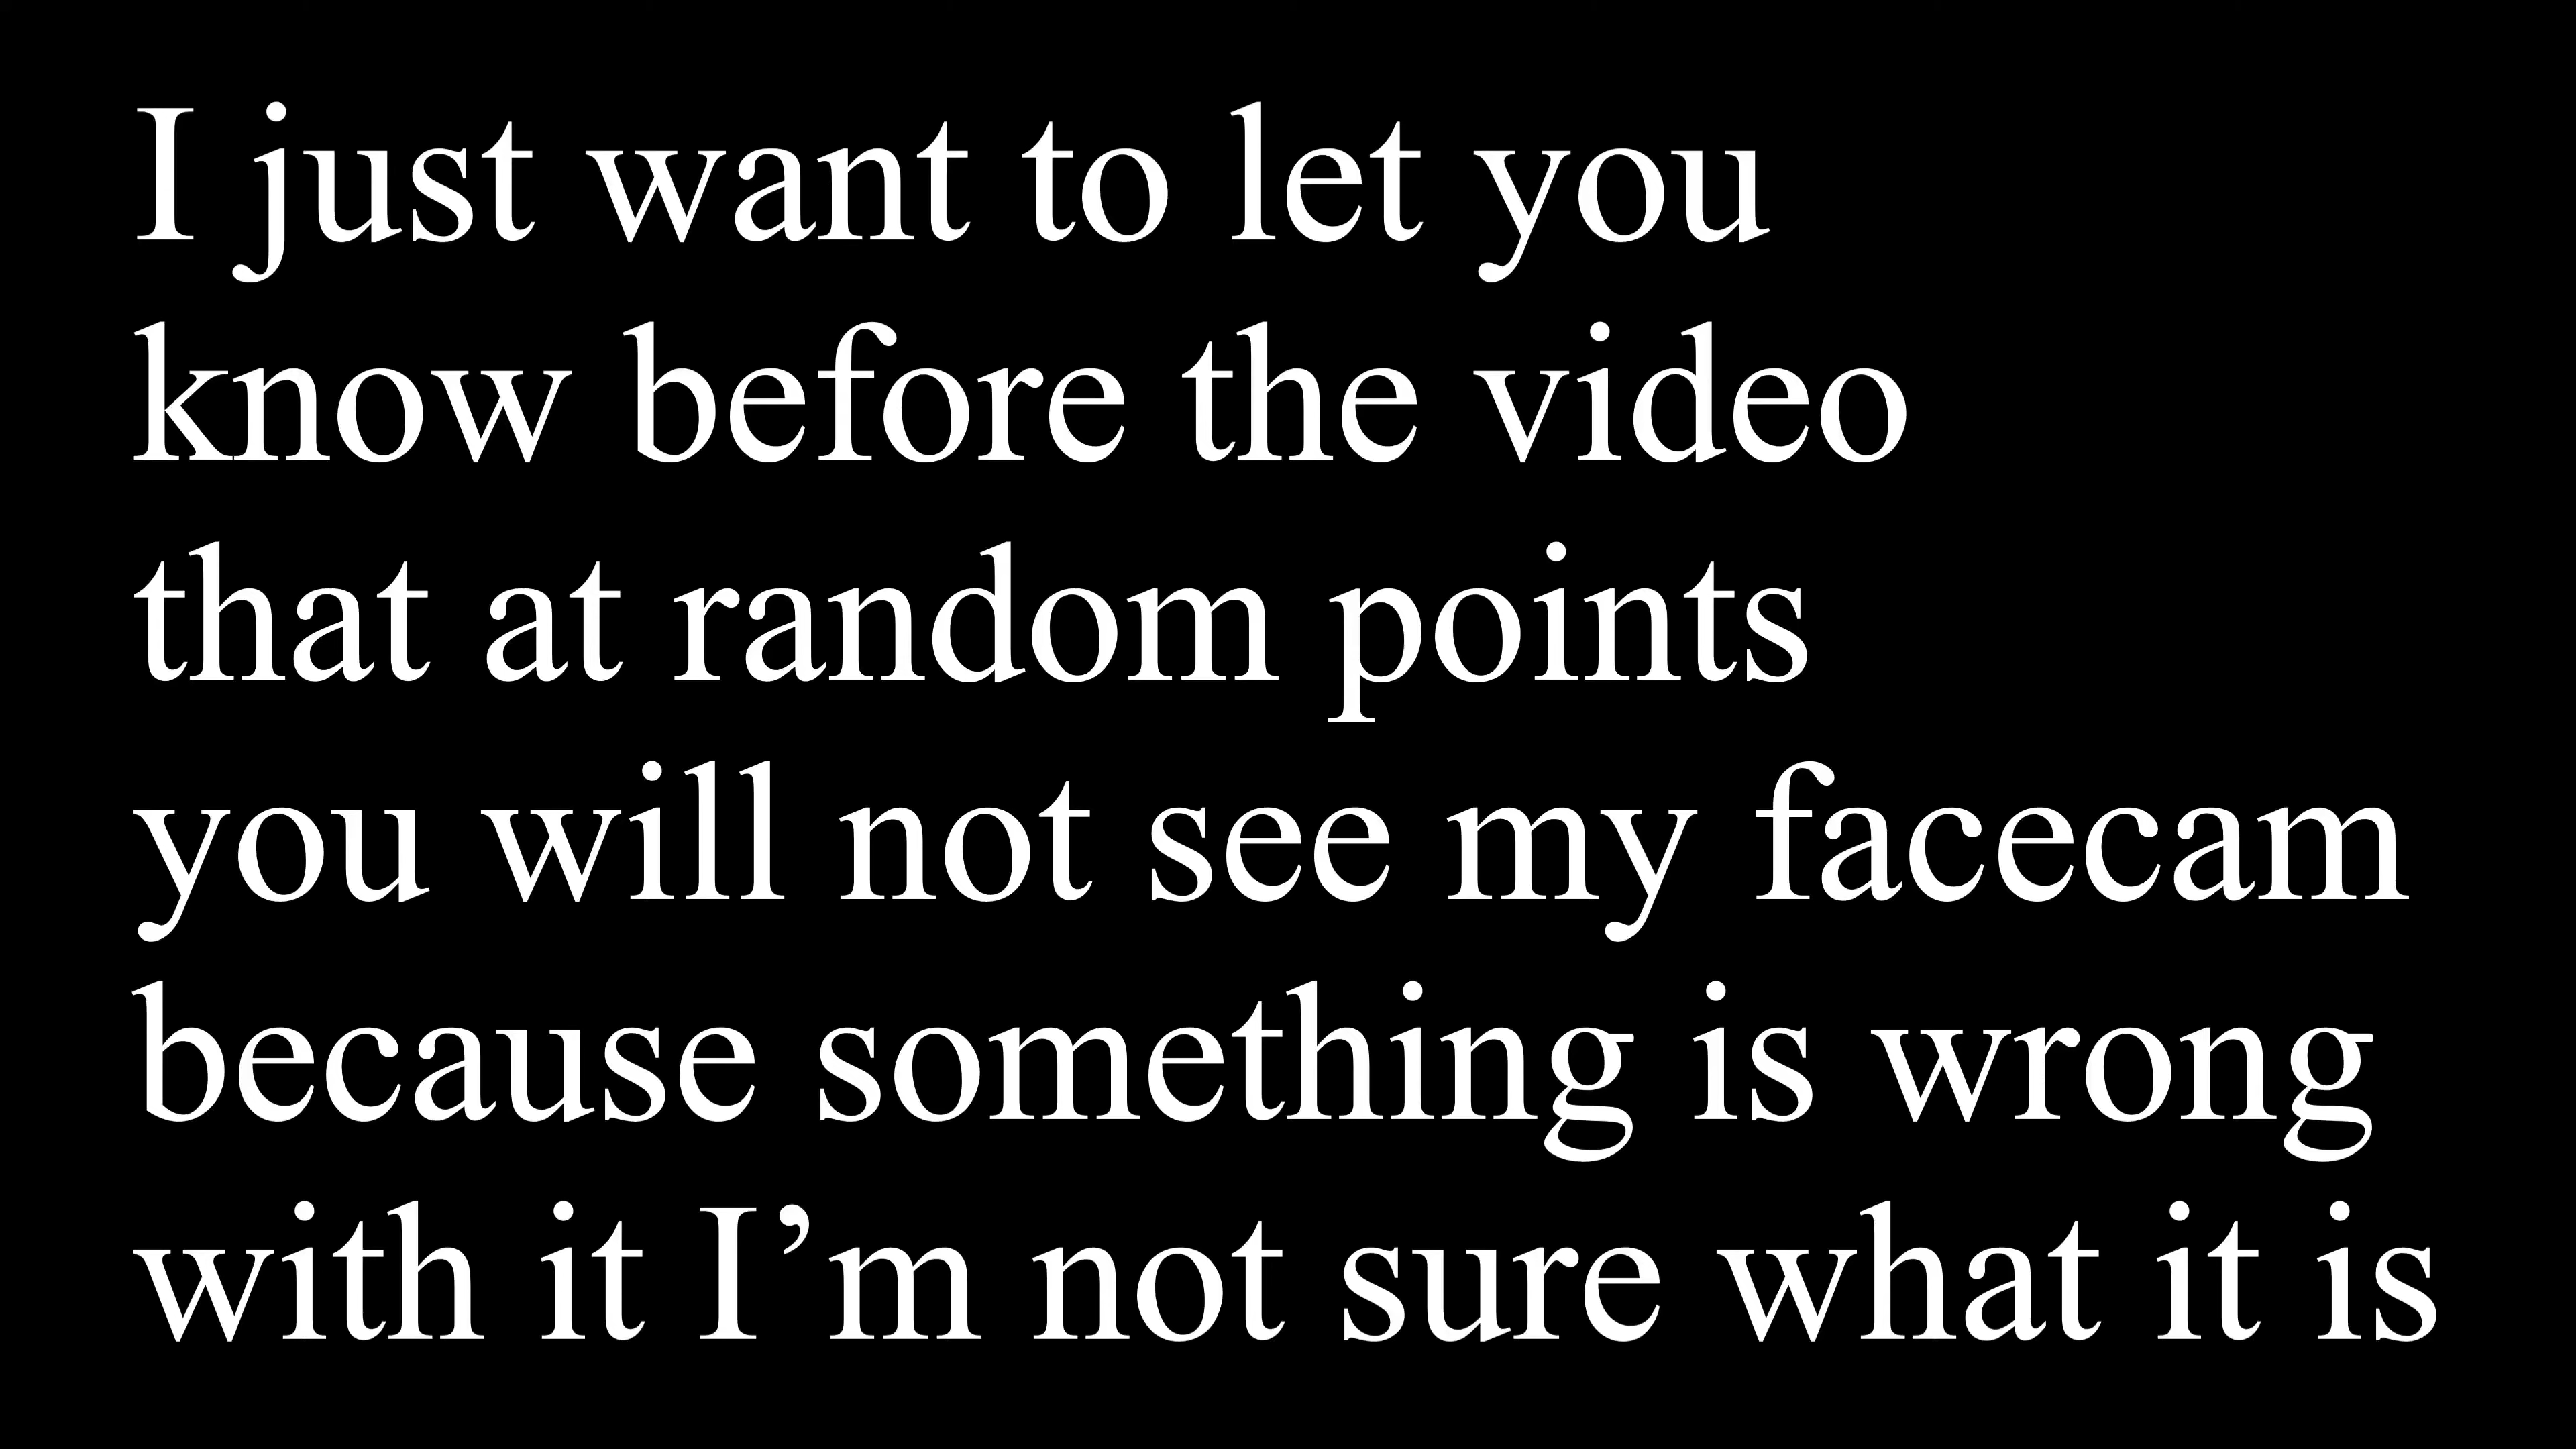 I just want to let you
know before the video
that at random points
you will not see my facecam
because something is wrong
with it I’m not sure what it is